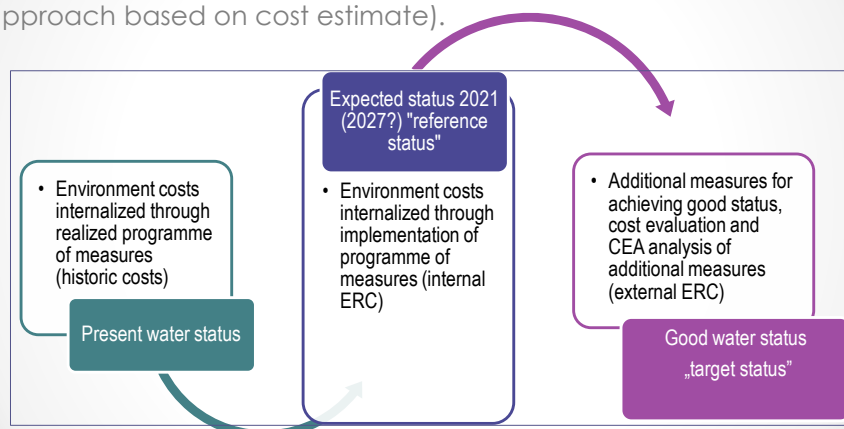 pproach based on cost estimate).
Expected status 2021
(2027?) "reference
status"
• Environment costs
internalized through
realized programme
of measures
(historic costs)
Present water status
• Environment costs
internalized through
implementation of
programme of
measures (internal
ERC)
• Additional measures for
achieving good status,
cost evaluation and
CEA analysis of
additional measures
(external ERC)
Good water status
„target status”